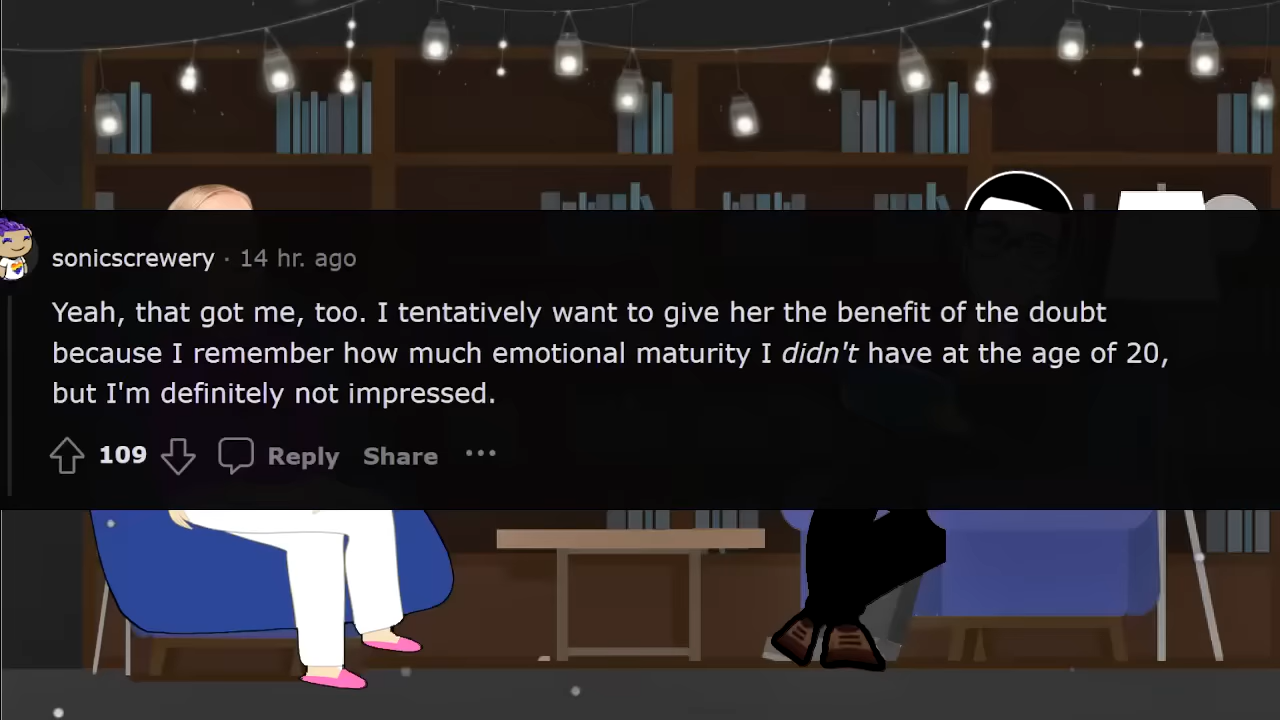 sonicscrewery · 14 hr. ago
Yeah, that got me, too. I tentatively want to give her the benefit of the doubt
because I remember how much emotional maturity I didn't have at the age of 20,
but I'm definitely not impressed.
109 Reply Share ···